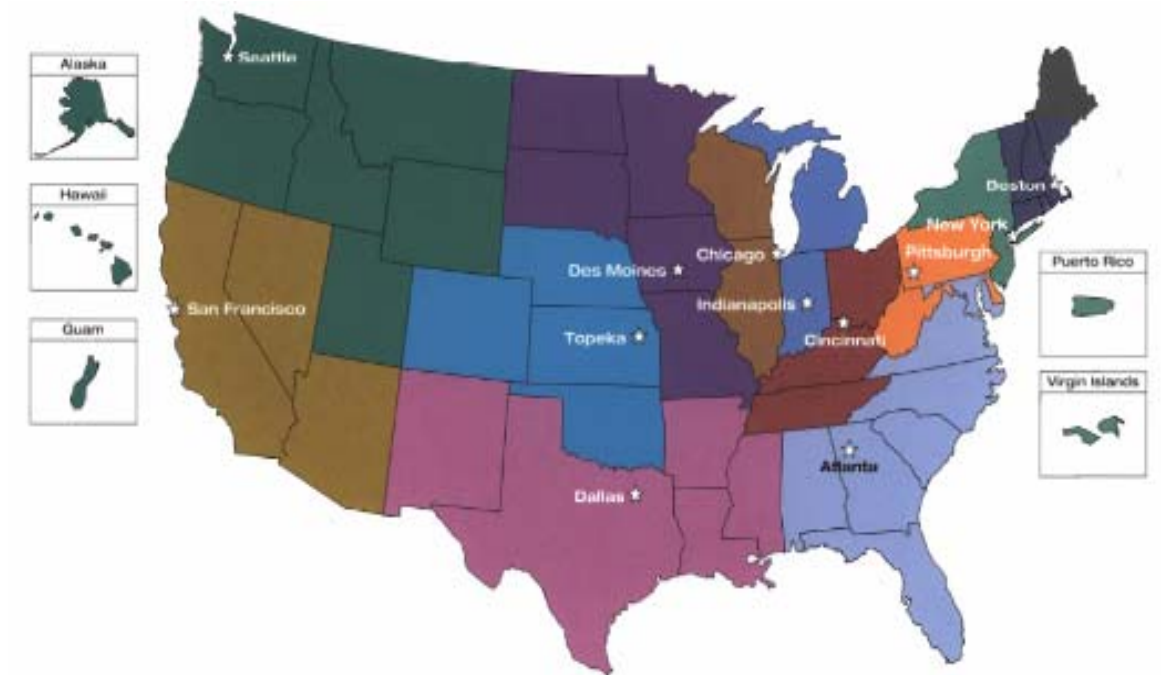 Alaska
Seattle
Hawaii
Boston
New York
Chicago
Pittsburgh
Des Moines
Puerto Rico
San Francisco
Indianapolis
Guam
Topeka
Cincinnati
Virgin Islands
Atlanta
Dallas